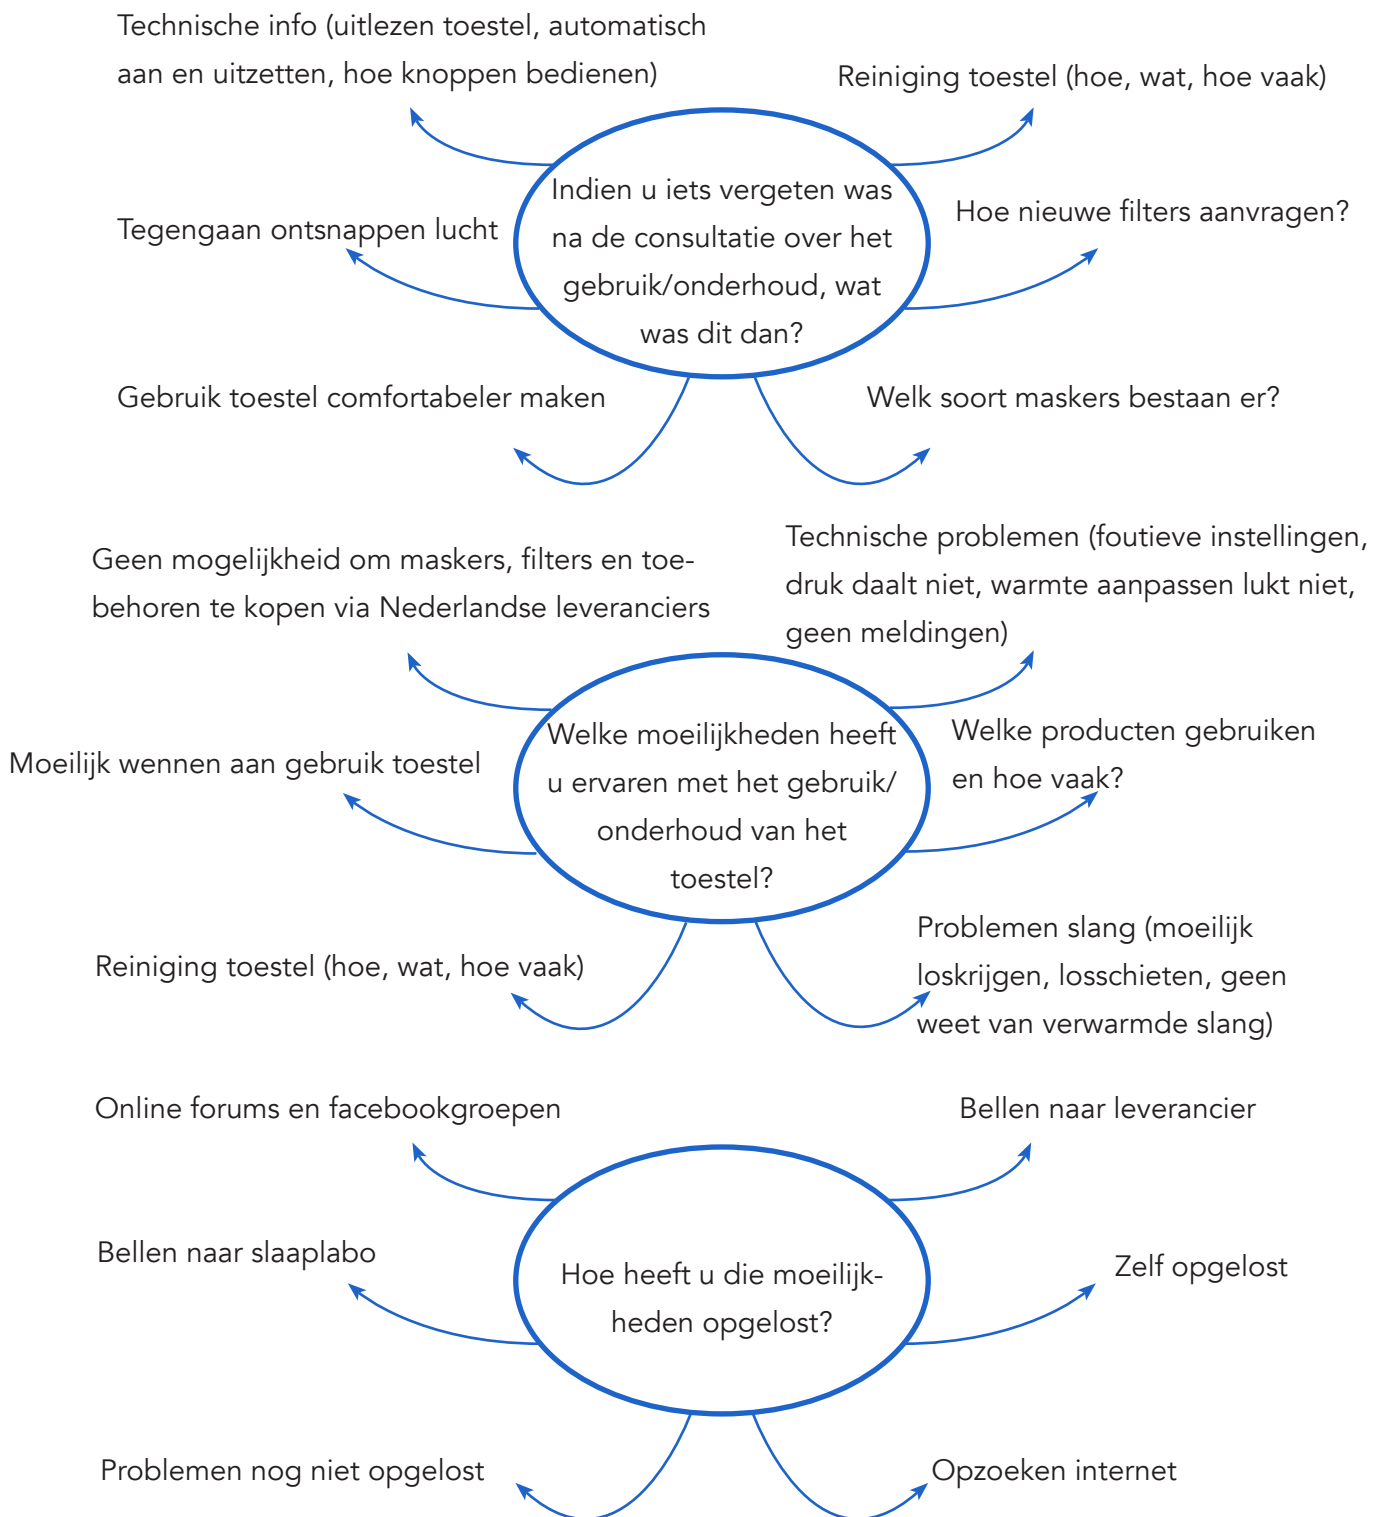 Technische info (uitlezen toestel, automatisch
aan en uitzetten, hoe knoppen bedienen)
Reiniging toestel (hoe, wat, hoe vaak)
Indien u iets vergeten was
na de consultatie over het
gebruik/onderhoud, wat
was dit dan?
Tegengaan ontsnappen lucht
Hoe nieuwe filters aanvragen?
Gebruik toestel comfortabeler maken
Welk soort maskers bestaan er?
Geen mogelijkheid om maskers, filters en toe-
behoren te kopen via Nederlandse leveranciers
Technische problemen (foutieve instellingen,
druk daalt niet, warmte aanpassen lukt niet,
geen meldingen)
Welke moeilijkheden heeft
u ervaren met het gebruik/
onderhoud van het
toestel?
Moeilijk wennen aan gebruik toestel
Welke producten gebruiken
en hoe vaak?
Reiniging toestel (hoe, wat, hoe vaak)
Problemen slang (moeilijk
loskrijgen, losschieten, geen
weet van verwarmde slang)
Online forums en facebookgroepen
Bellen naar leverancier
Bellen naar slaaplabo
Hoe heeft u die moeilijk-
heden opgelost?
Zelf opgelost
Problemen nog niet opgelost
Opzoeken internet